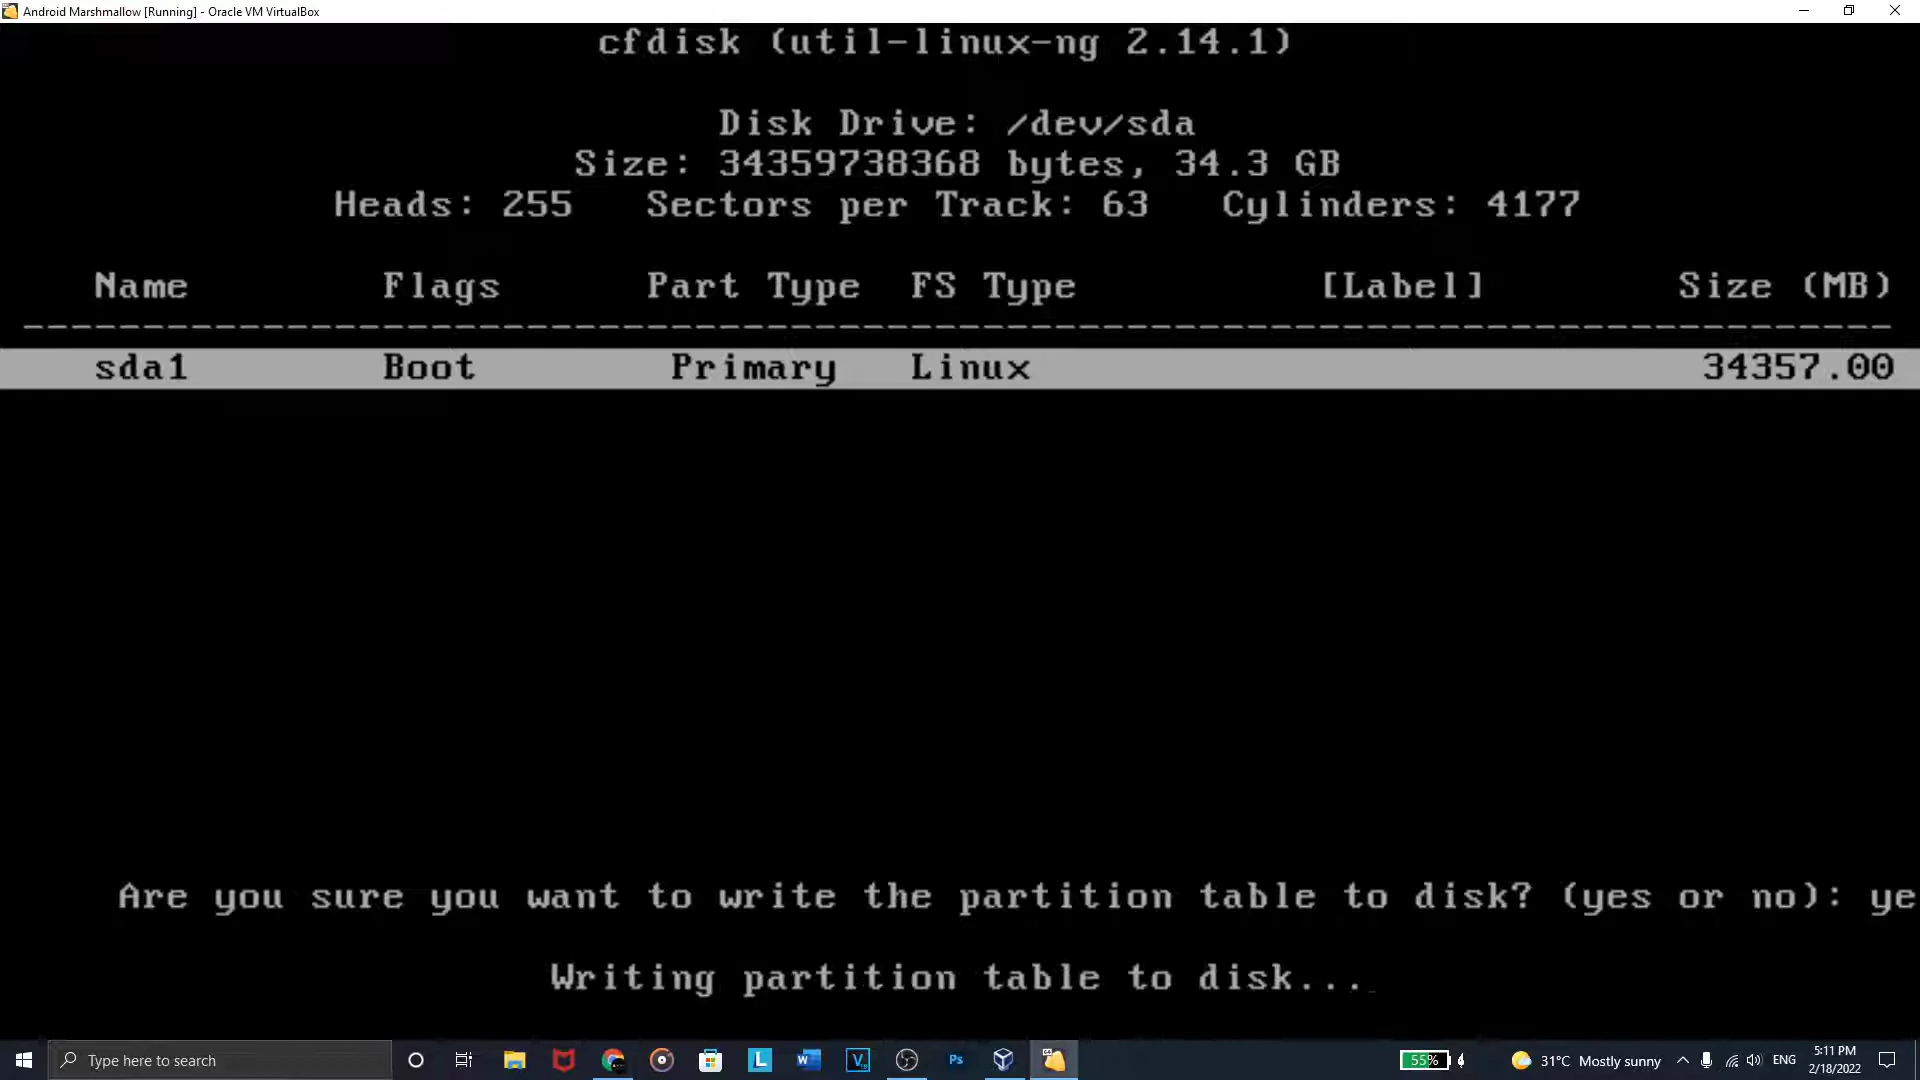 Android Marshmallow [Running] - Oracle VM VirtualBox
cfdisk (util-linux-ng 2.14.1)
Disk Drive: /dev/sda
Size: 34359738368 bytes, 34.3 GB
Heads: 255 Sectors per Track: 63 Cylinders: 4177
Name Flags Part Type FS Type [Label] Size (MB)
sda1 Boot Primary Linux 34357.00
Are you sure you want to write the partition table to disk? (yes or no): ye
Writing partition table to disk...
Type here to search L W V Ps 55% 31°C Mostly sunny ENG 5:11 PM
2/18/2022